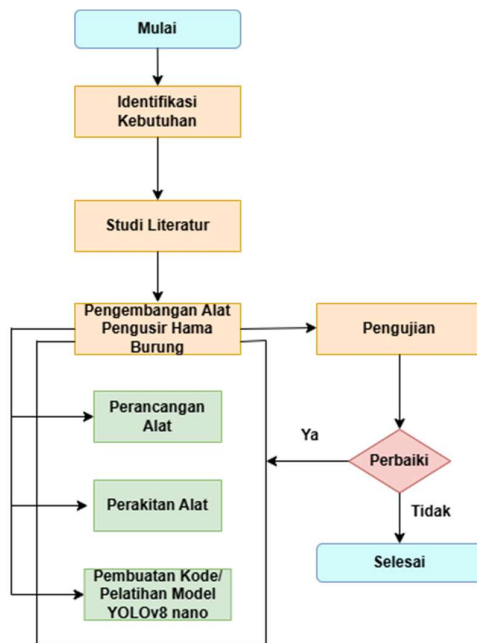 Mulai
Identifikasi
Kebutuhan
Studi Literatur
Pengembangan Alat
Pengusir Hama
Burung
Pengujian
Perancangan
Alat
Ya
Perbaiki
Perakitan Alat
Tidak
Selesai
Pembuatan Kode/
Pelatihan Model
YOLOv8 nano